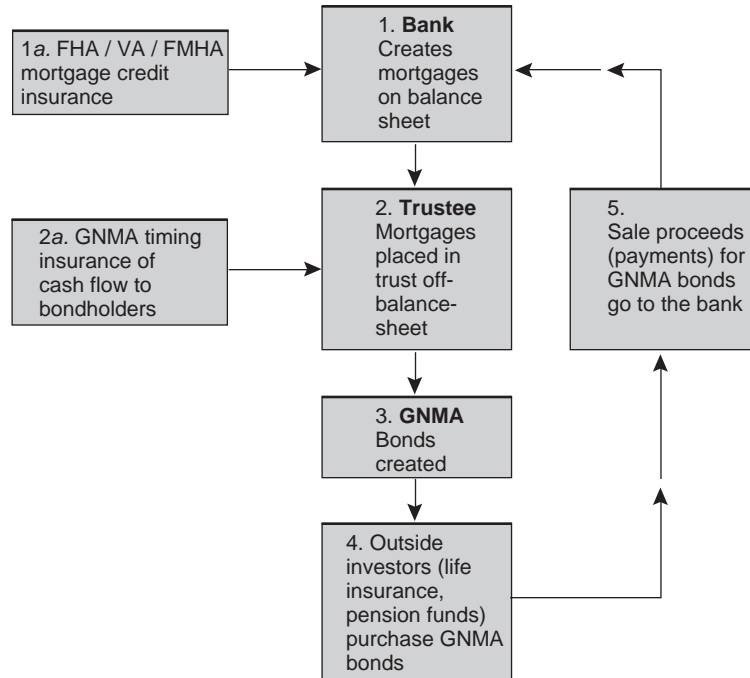 1a. FHA / VA / FMHA
mortgage credit
insurance
1. Bank
Creates
mortgages
on balance
sheet
2a. GNMA timing
insurance of
cash flow to
bondholders
2. Trustee
Mortgages
placed in
trust off-
balance-
sheet
5.
Sale proceeds
(payments) for
GNMA bonds
go to the bank
3. GNMA
Bonds
created
4. Outside
investors (life
insurance,
pension funds)
purchase GNMA
bonds